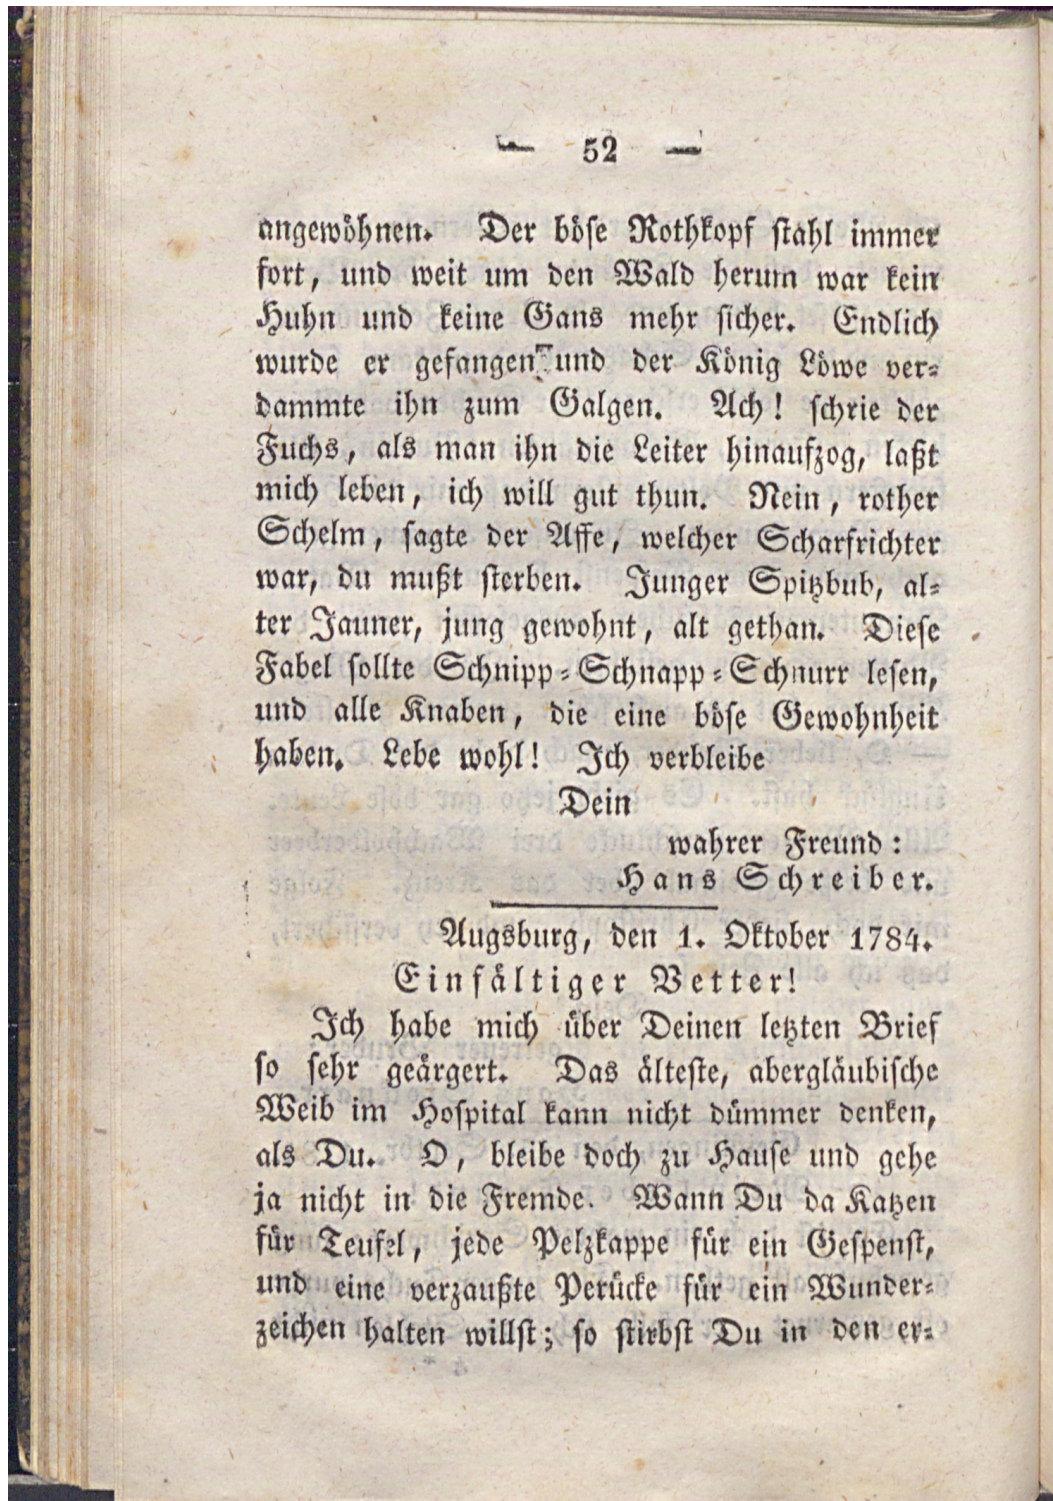 — 52 —
angewöhnen. Der böse Rothkopf stahl immer
fort, und weit um den Wald herum war kein
Huhn und keine Gans mehr sicher. Endlich
wurde er gefangen und der König Löwe ver-
dammte ihn zum Galgen. Ach! schrie der
Fuchs, als man ihn die Leiter hinaufzog, laßt
mich leben, ich will gut thun. Nein, rother
Schelm, sagte der Affe, welcher Scharfrichter
war, du mußt sterben. Junger Spitzbub, al-
ter Jauner, jung gewohnt, alt gethan. Diese
Fabel sollte Schnipp-Schnapp-Schnurr lesen,
und alle Knaben, die eine böse Gewohnheit
haben. Lebe wohl! Ich verbleibe
Dein
wahrer Freund:
Hans Schreiber.
Augsburg, den 1. Oktober 1784.
Einfältiger Vetter!
Ich habe mich über Deinen letzten Brief
so sehr geärgert. Das älteste, abergläubische
Weib im Hospital kann nicht dümmer denken,
als Du. O, bleibe doch zu Hause und gehe
ja nicht in die Fremde. Wann Du da Katzen
für Teufel, jede Pelzkappe für ein Gespenst,
und eine verzaußte Perücke für ein Wunder-
zeichen halten willst; so stirbst Du in den er-